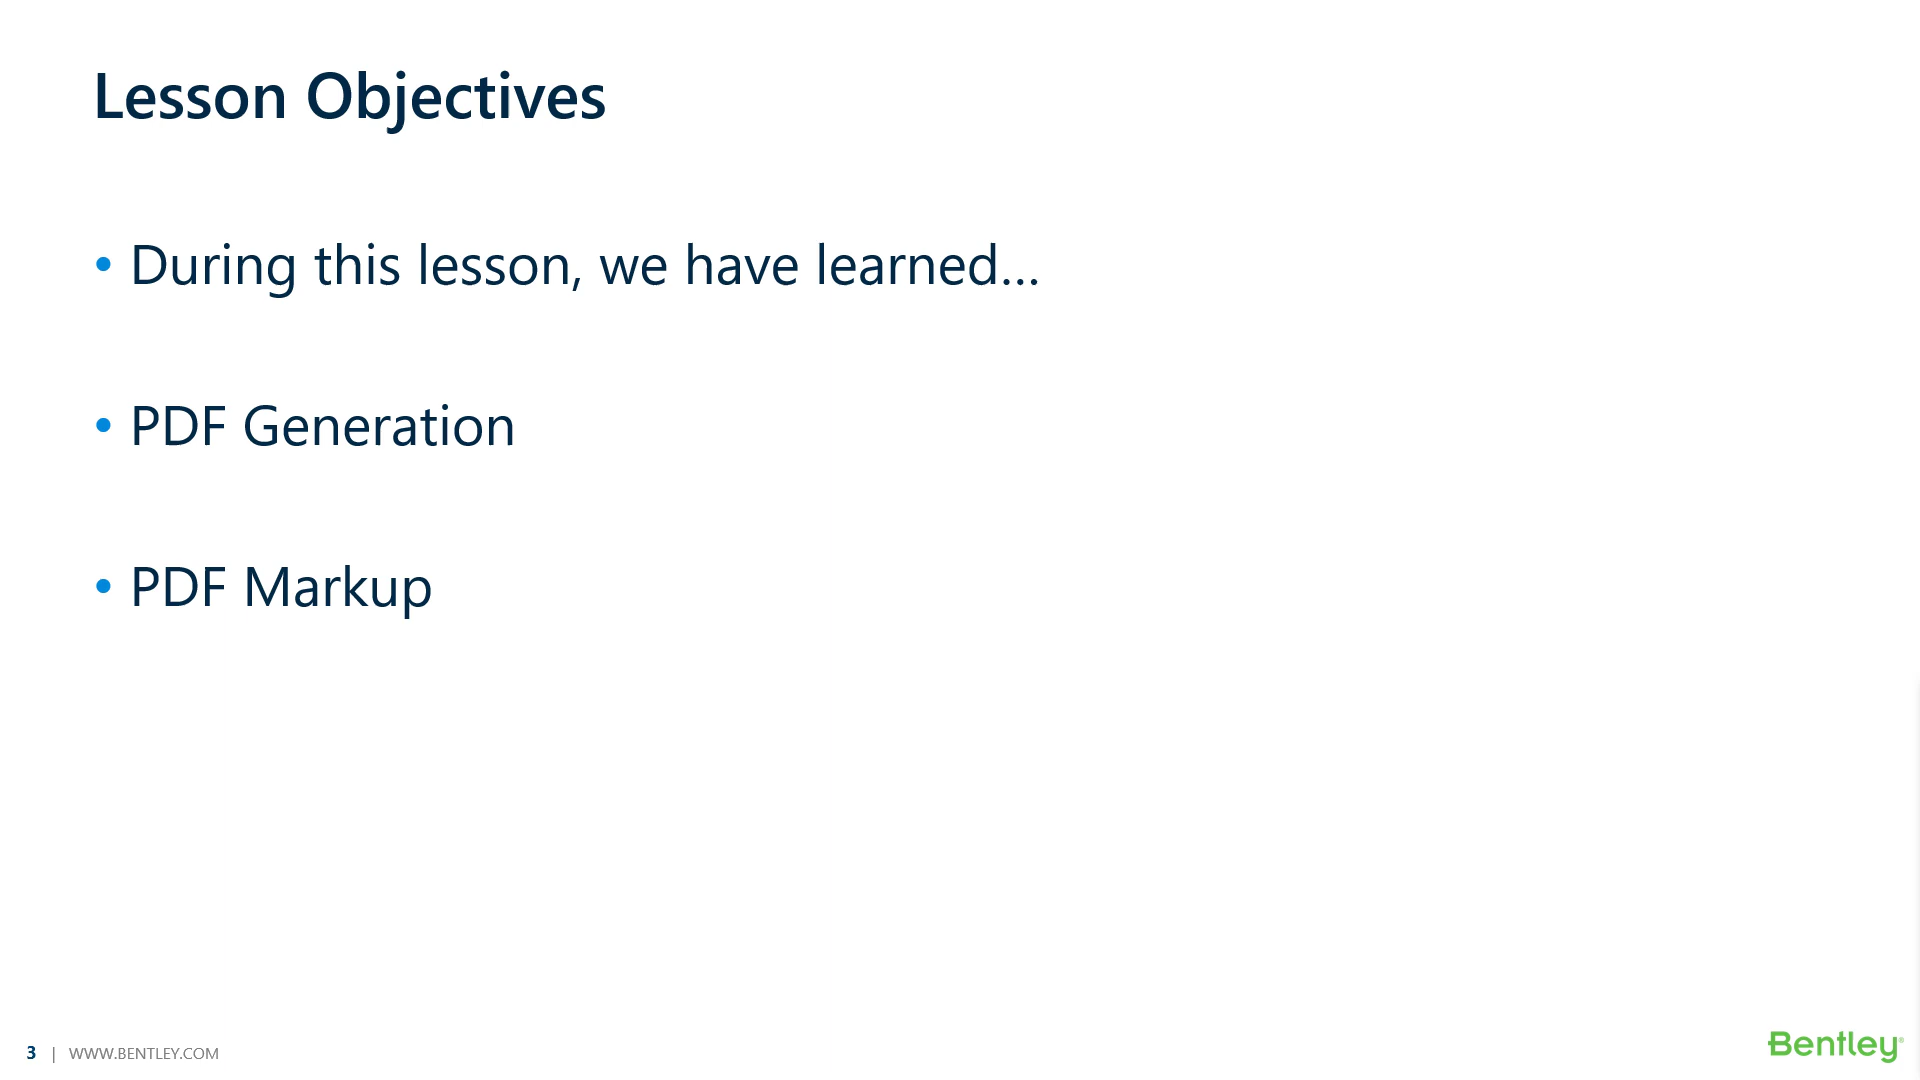 Lesson Objectives
• During this lesson, we have learned...
• PDF Generation
• PDF Markup
3 | WWW.BENTLEY.COM
Bentley®